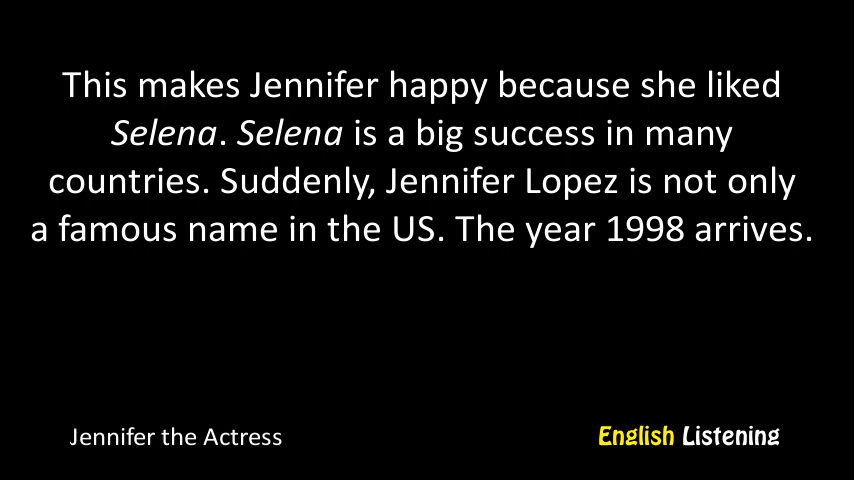 This makes Jennifer happy because she liked
Selena. Selena is a big success in many
countries. Suddenly, Jennifer Lopez is not only
a famous name in the US. The year 1998 arrives.
Jennifer the Actress
English Listening